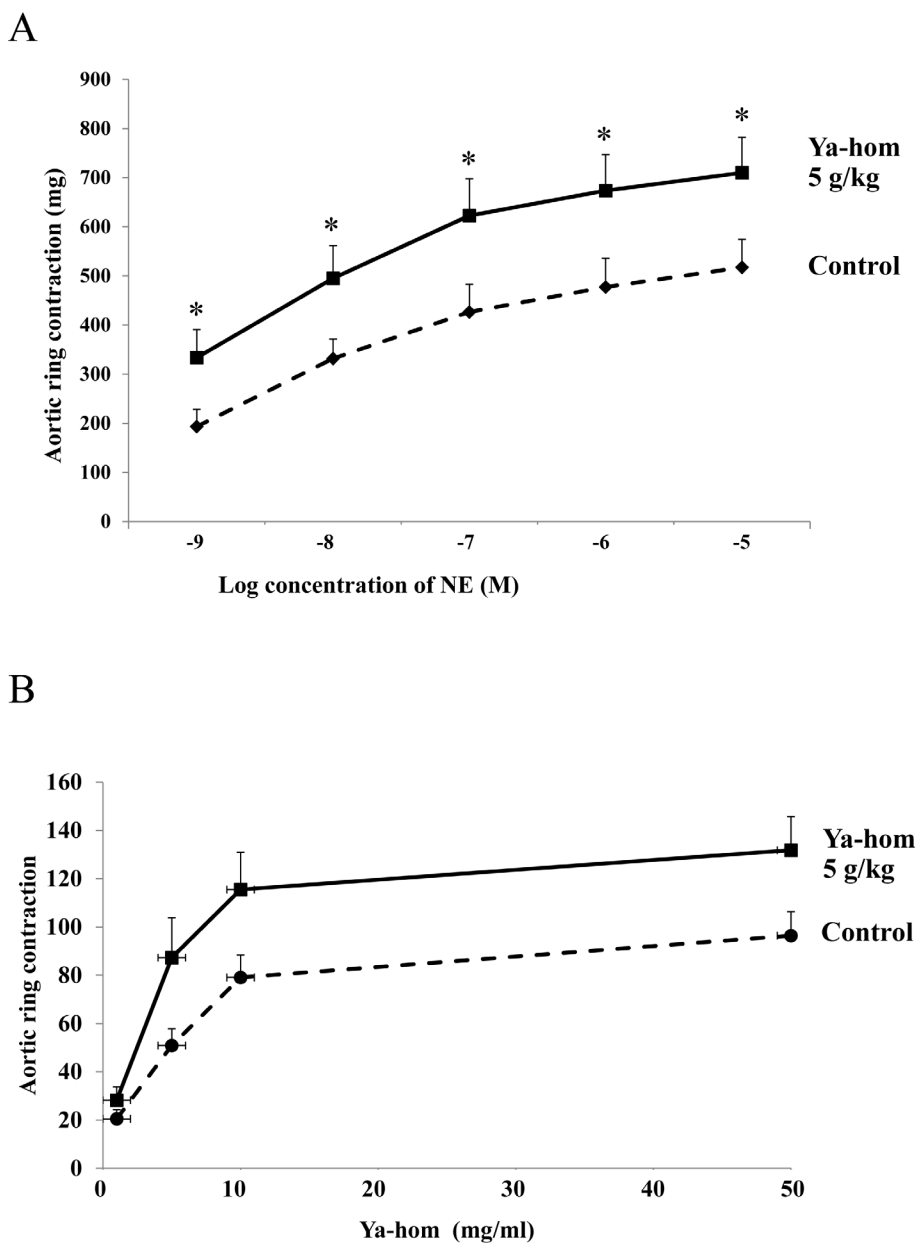 A
900
800
700
600
500
400
300
200
100
0
Aortic ring contraction (mg)
* * * * *
Ya-hom
5 g/kg
Control
-9 -8 -7 -6 -5
Log concentration of NE (M)
B
160
140
120
100
80
60
40
20
0
Aortic ring contraction
Ya-hom
5 g/kg
Control
0 10 20 30 40 50
Ya-hom (mg/ml)